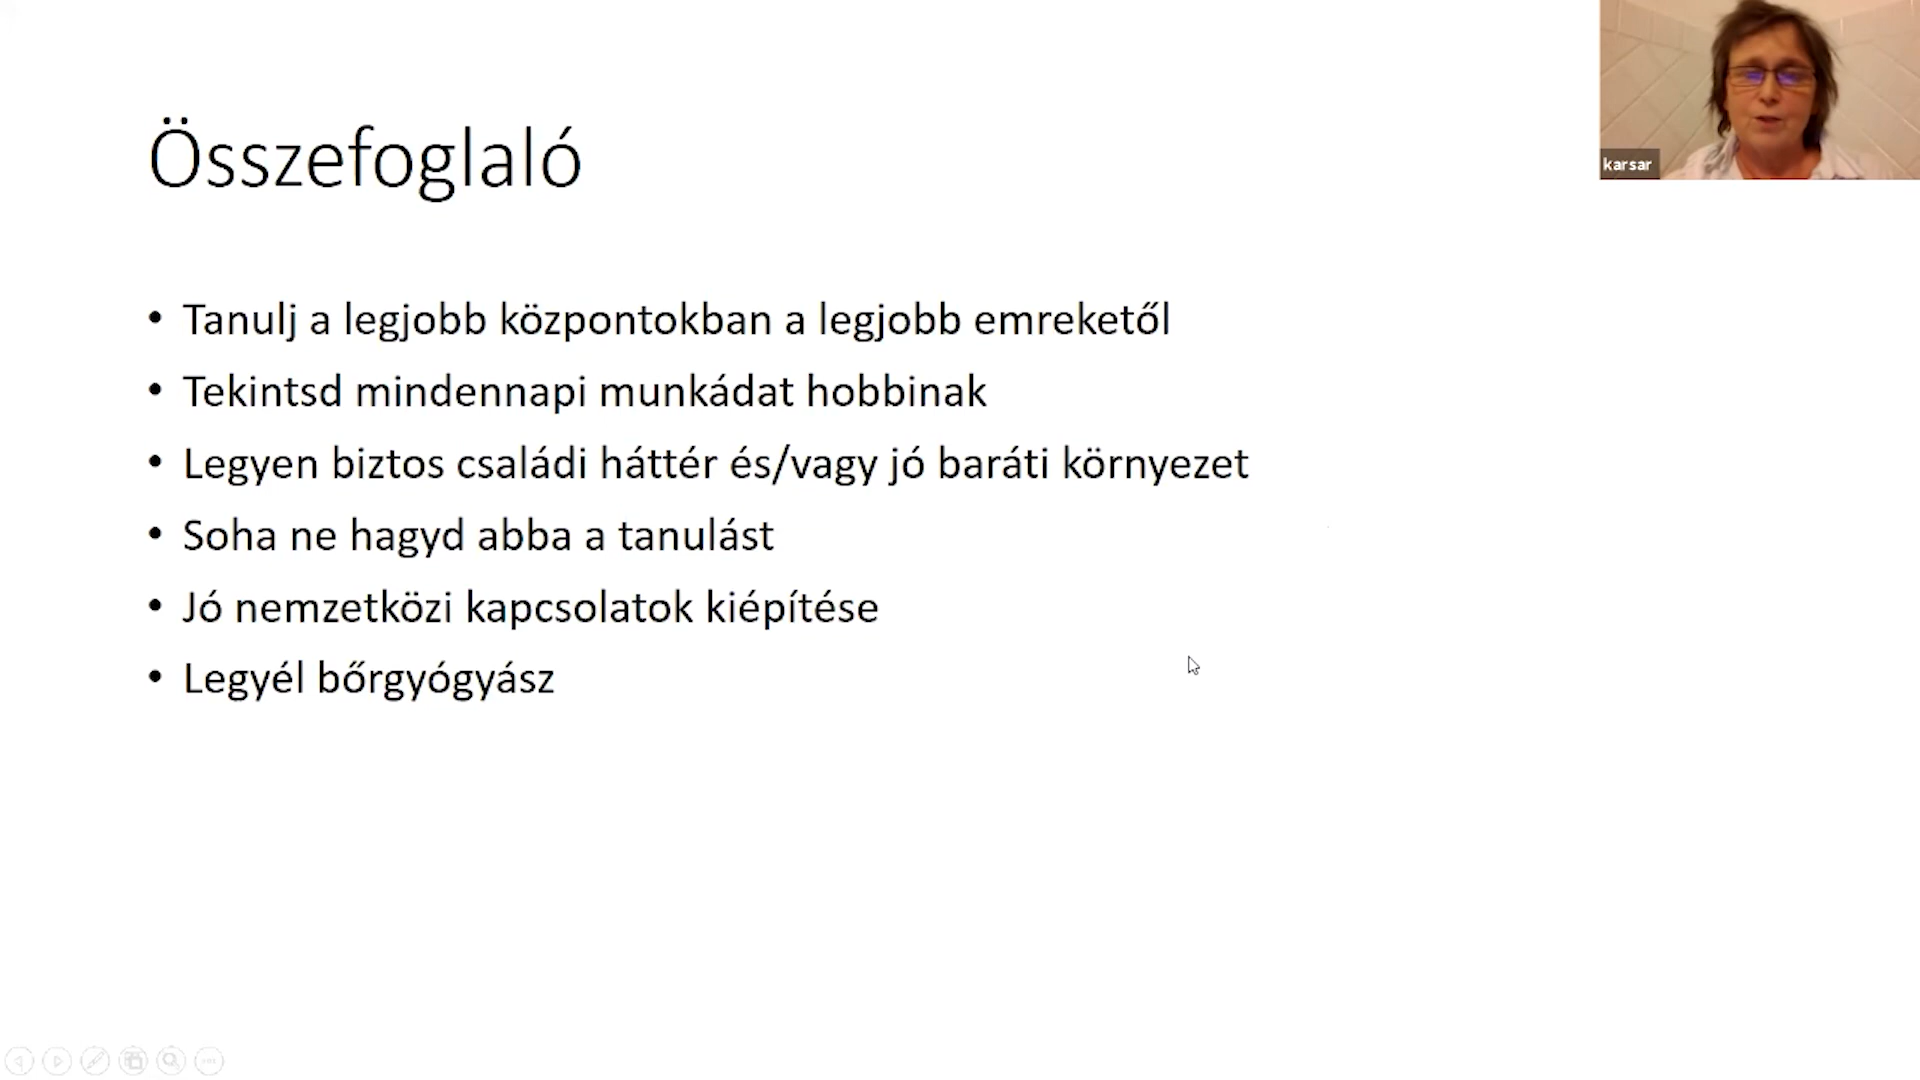 Összefoglaló
karsar
• Tanulj a legjobb központokban a legjobb emreketől
• Tekintsd mindennapi munkádat hobbinak
• Legyen biztos családi háttér és/vagy jó baráti környezet
• Soha ne hagyd abba a tanulást
• Jó nemzetközi kapcsolatok kiépítése
• Legyél bőrgyógyász